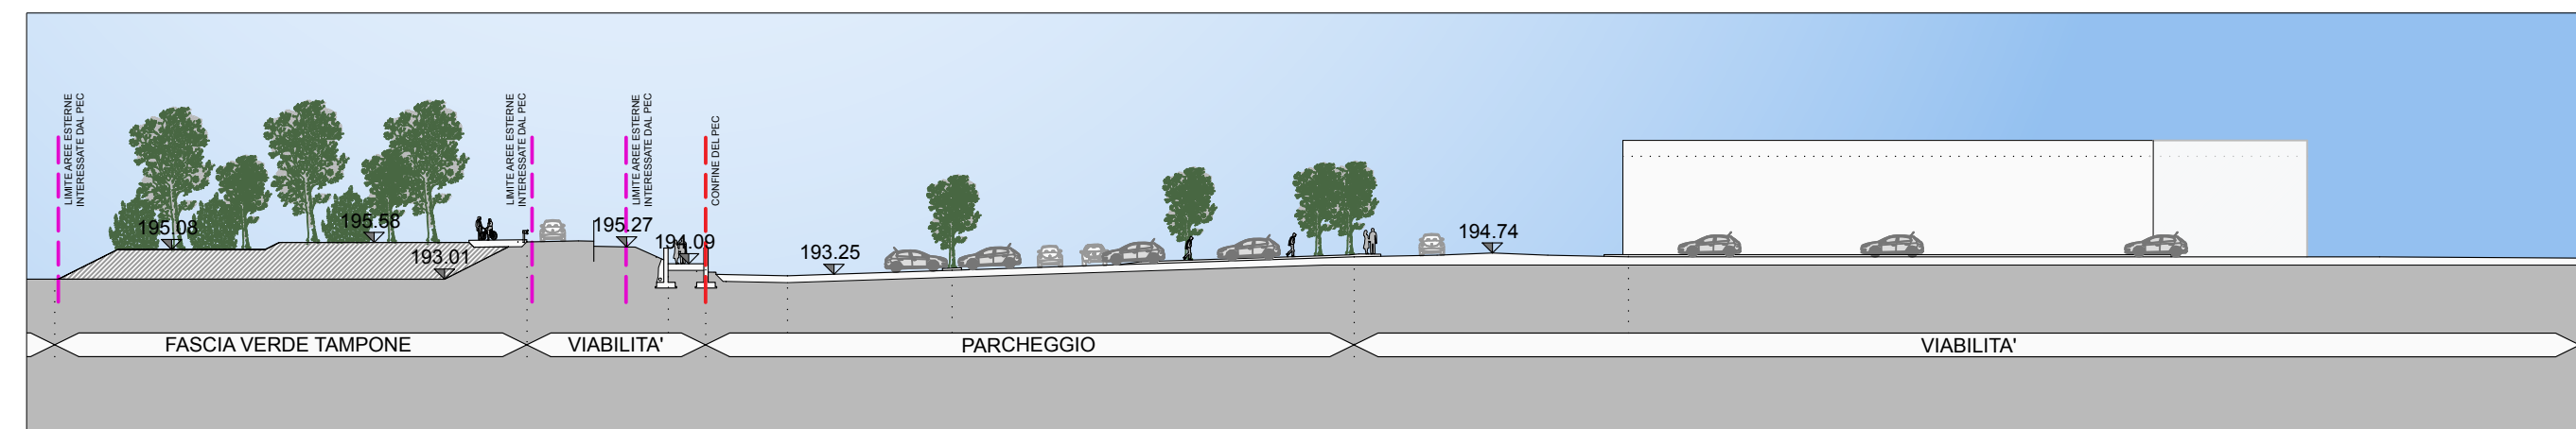 LIMITE AREE ESTERNE
INTERESSATE DAL PEC
LIMITE AREE ESTERNE
INTERESSATE DAL PEC
LIMITE AREE ESTERNE
INTERESSATE DAL PEC
CONFINE DEL PEC
195.08
195.58
193.01
195.27
194.09
193.25
194.74
FASCIA VERDE TAMPONE
VIABILITA'
PARCHEGGIO
VIABILITA'